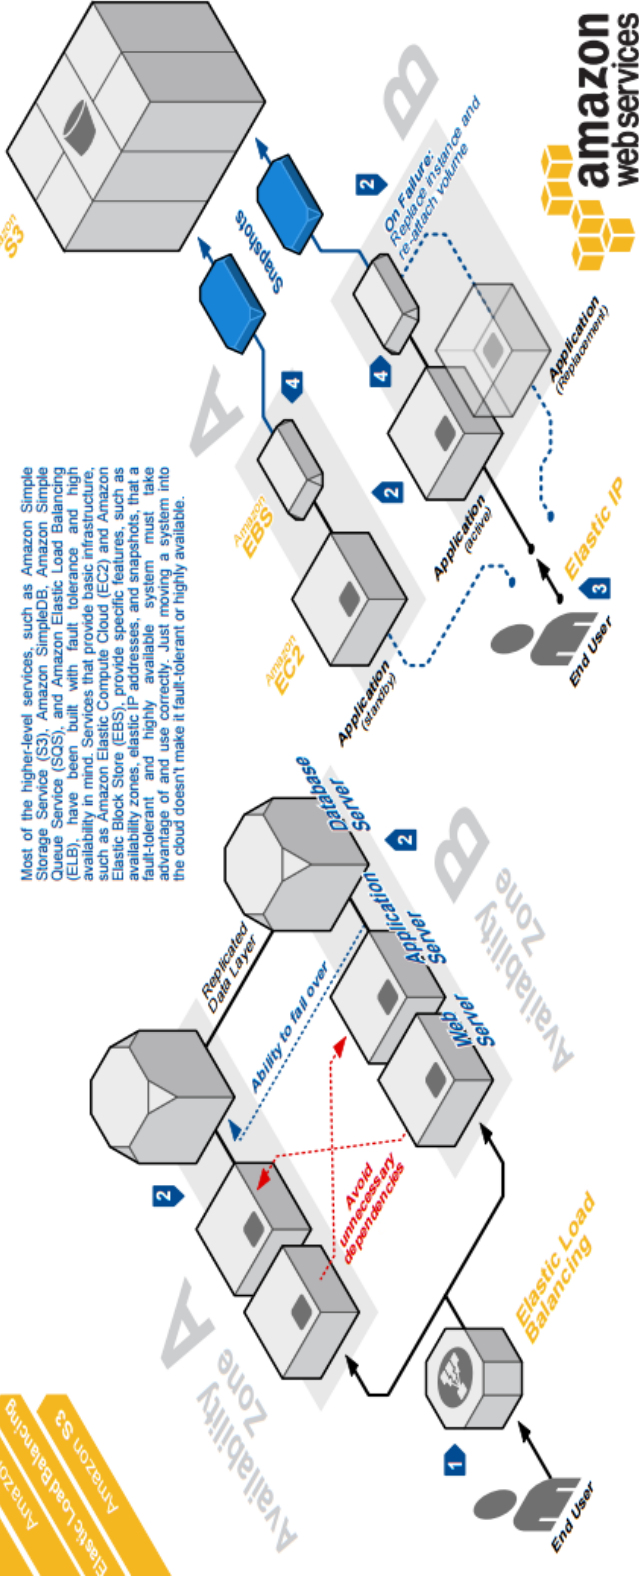 Amazon S3
Elastic Load Balancing
Most of the higher-level services, such as Amazon Simple
Storage Service (S3), Amazon SimpleDB, Amazon Simple
Queue Service (SQS), and Amazon Elastic Load Balancing
(ELB), have been built with fault tolerance and high
availability in mind. Services that provide basic infrastructure,
such as Amazon Elastic Compute Cloud (EC2) and Amazon
Elastic Block Store (EBS), provide specific features, such as
availability zones, elastic IP addresses, and snapshots, that a
fault-tolerant and highly available system must take
advantage of and use correctly. Just moving a system into
the cloud doesn't make it fault-tolerant or highly available.
Availability
Zone
A
2
Replicated
Data Layer
Ability to fail over
Avoid
unnecessary
dependencies
Database
Server
Application
Server
Web
Server
2
Availability
Zone
B
1
Elastic Load
Balancing
End User
S3
Snapshots
A
Amazon
EBS
4
Amazon
EC2
2
Application
(standby)
B
2
On Failure:
Replace instance and
re-attach volume
4
Application
(active)
Application
(Replacement)
Elastic IP
3
End User
amazon
webservices